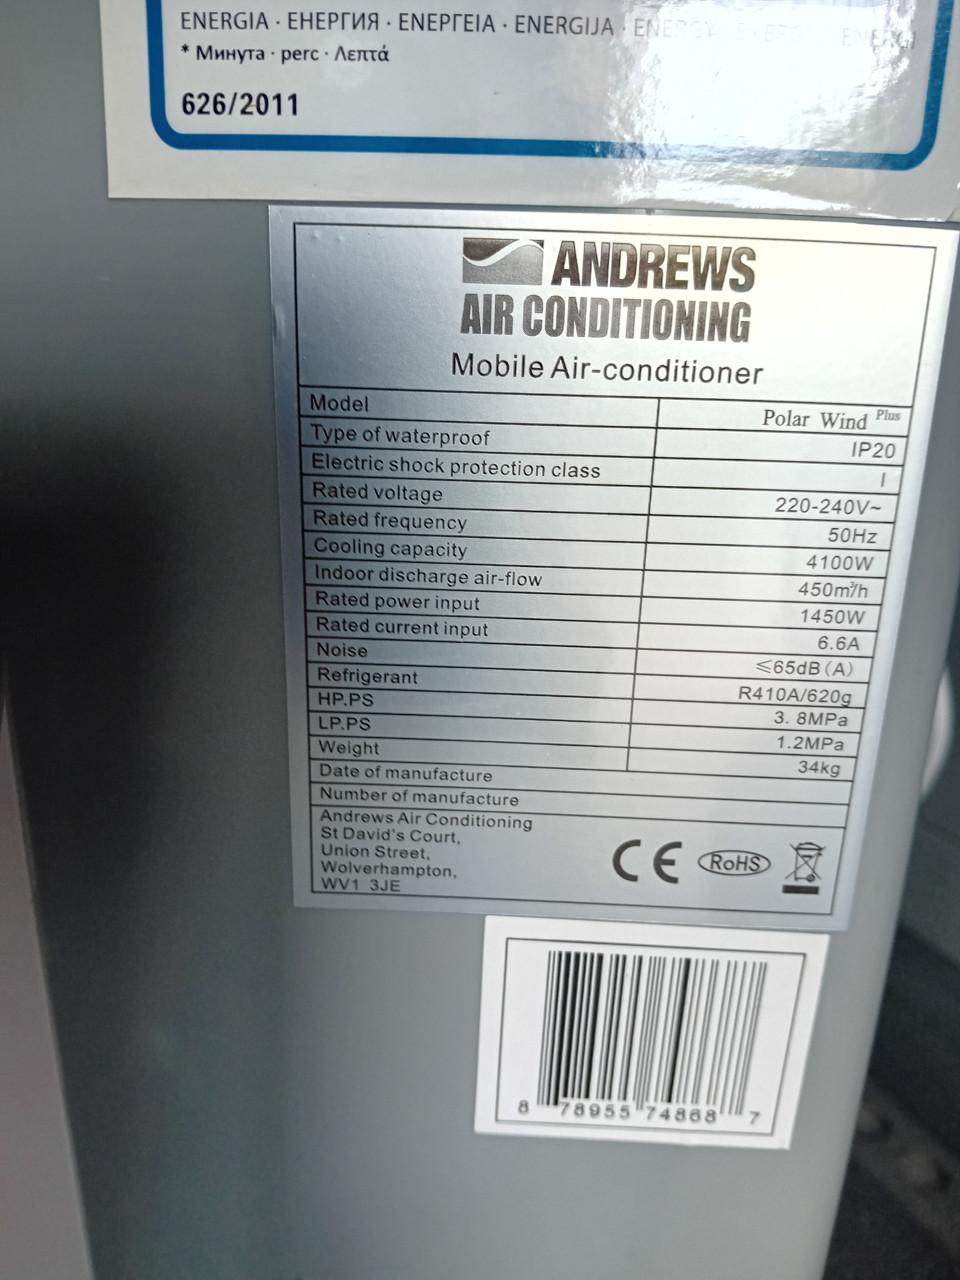 ENERGIA · ЕНЕРГИЯ · ΕΝΕΡΓΕΙΑ · ENERGIJA · ENERGY · ENERGI
* Минута · perc · Λεπτά
626/2011
ANDREWS
AIR CONDITIONING
Mobile Air-conditioner
Model Polar Wind Plus
Type of waterproof IP20
Electric shock protection class I
Rated voltage 220-240V~
Rated frequency 50Hz
Cooling capacity 4100W
Indoor discharge air-flow 450m³/h
Rated power input 1450W
Rated current input 6.6A
Noise ≤65dB(A)
Refrigerant R410A/620g
HP.PS 3.8MPa
LP.PS 1.2MPa
Weight 34kg
Date of manufacture
Number of manufacture
Andrews Air Conditioning
St David's Court,
Union Street,
Wolverhampton,
WV1 3JE
CE RoHS
8 78955 74868 7